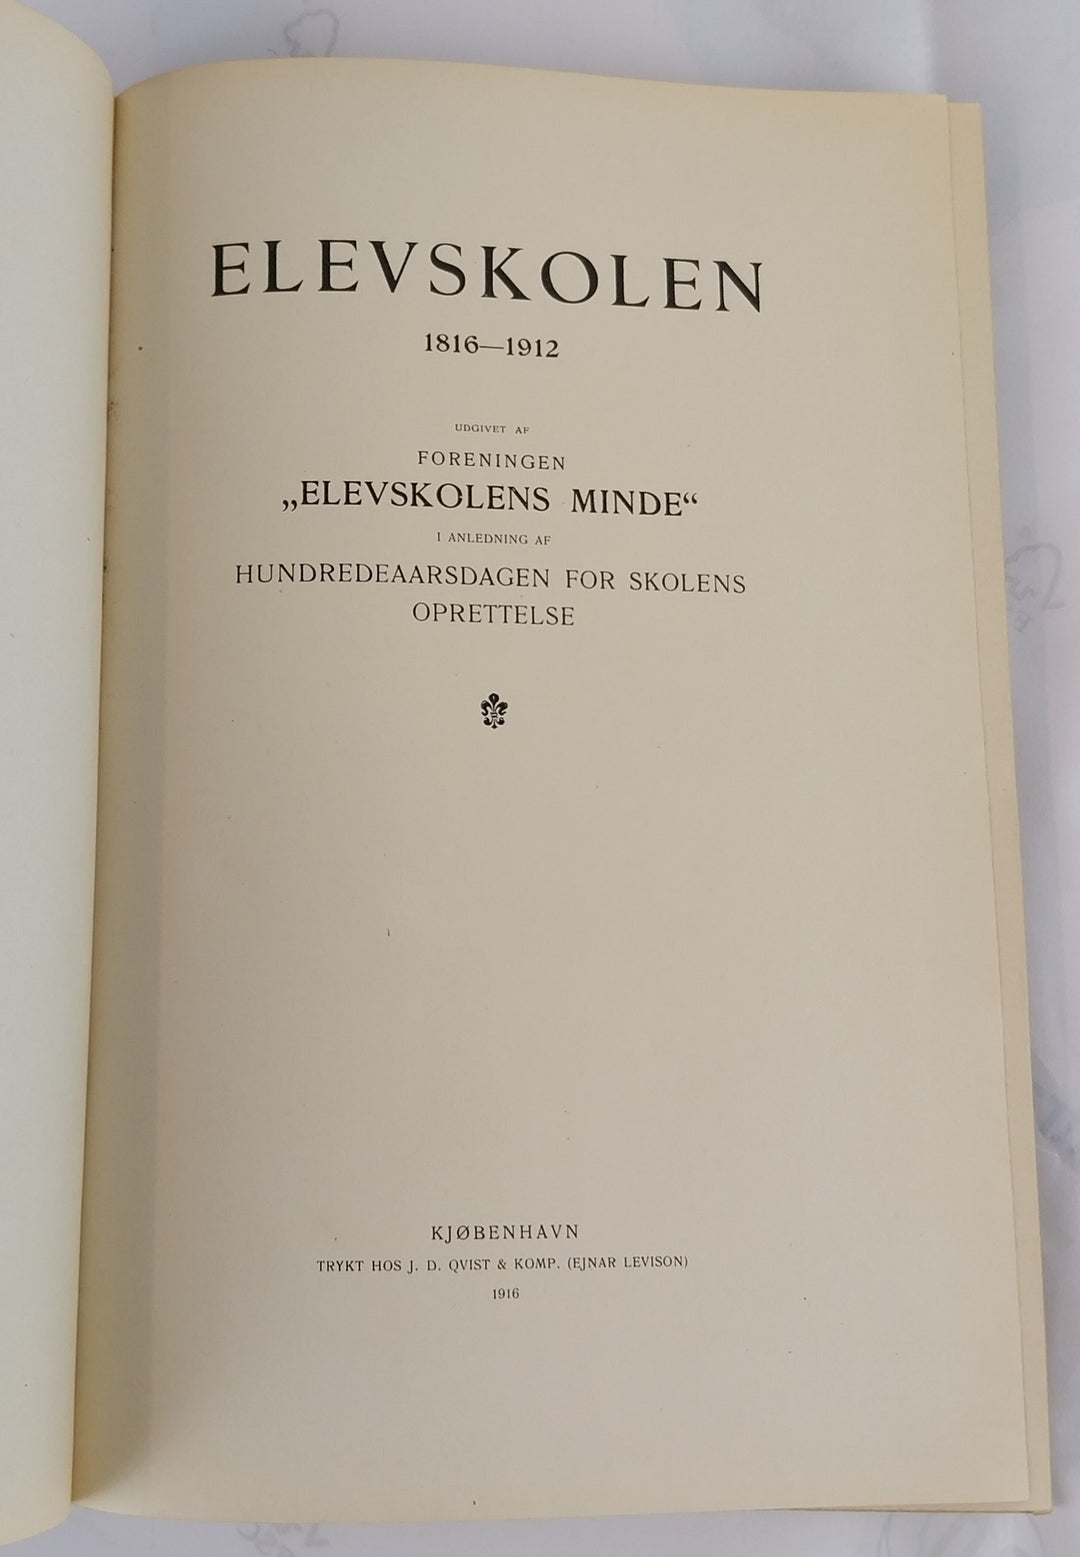 ELEVSKOLEN
1816—1912
UDGIVET AF
FORENINGEN
„ELEVSKOLENS MINDE“
I ANLEDNING AF
HUNDREDEAARSDAGEN FOR SKOLENS
OPRETTELSE
KJØBENHAVN
TRYKT HOS J. D. QVIST & KOMP. (EJNAR LEVISON)
1916